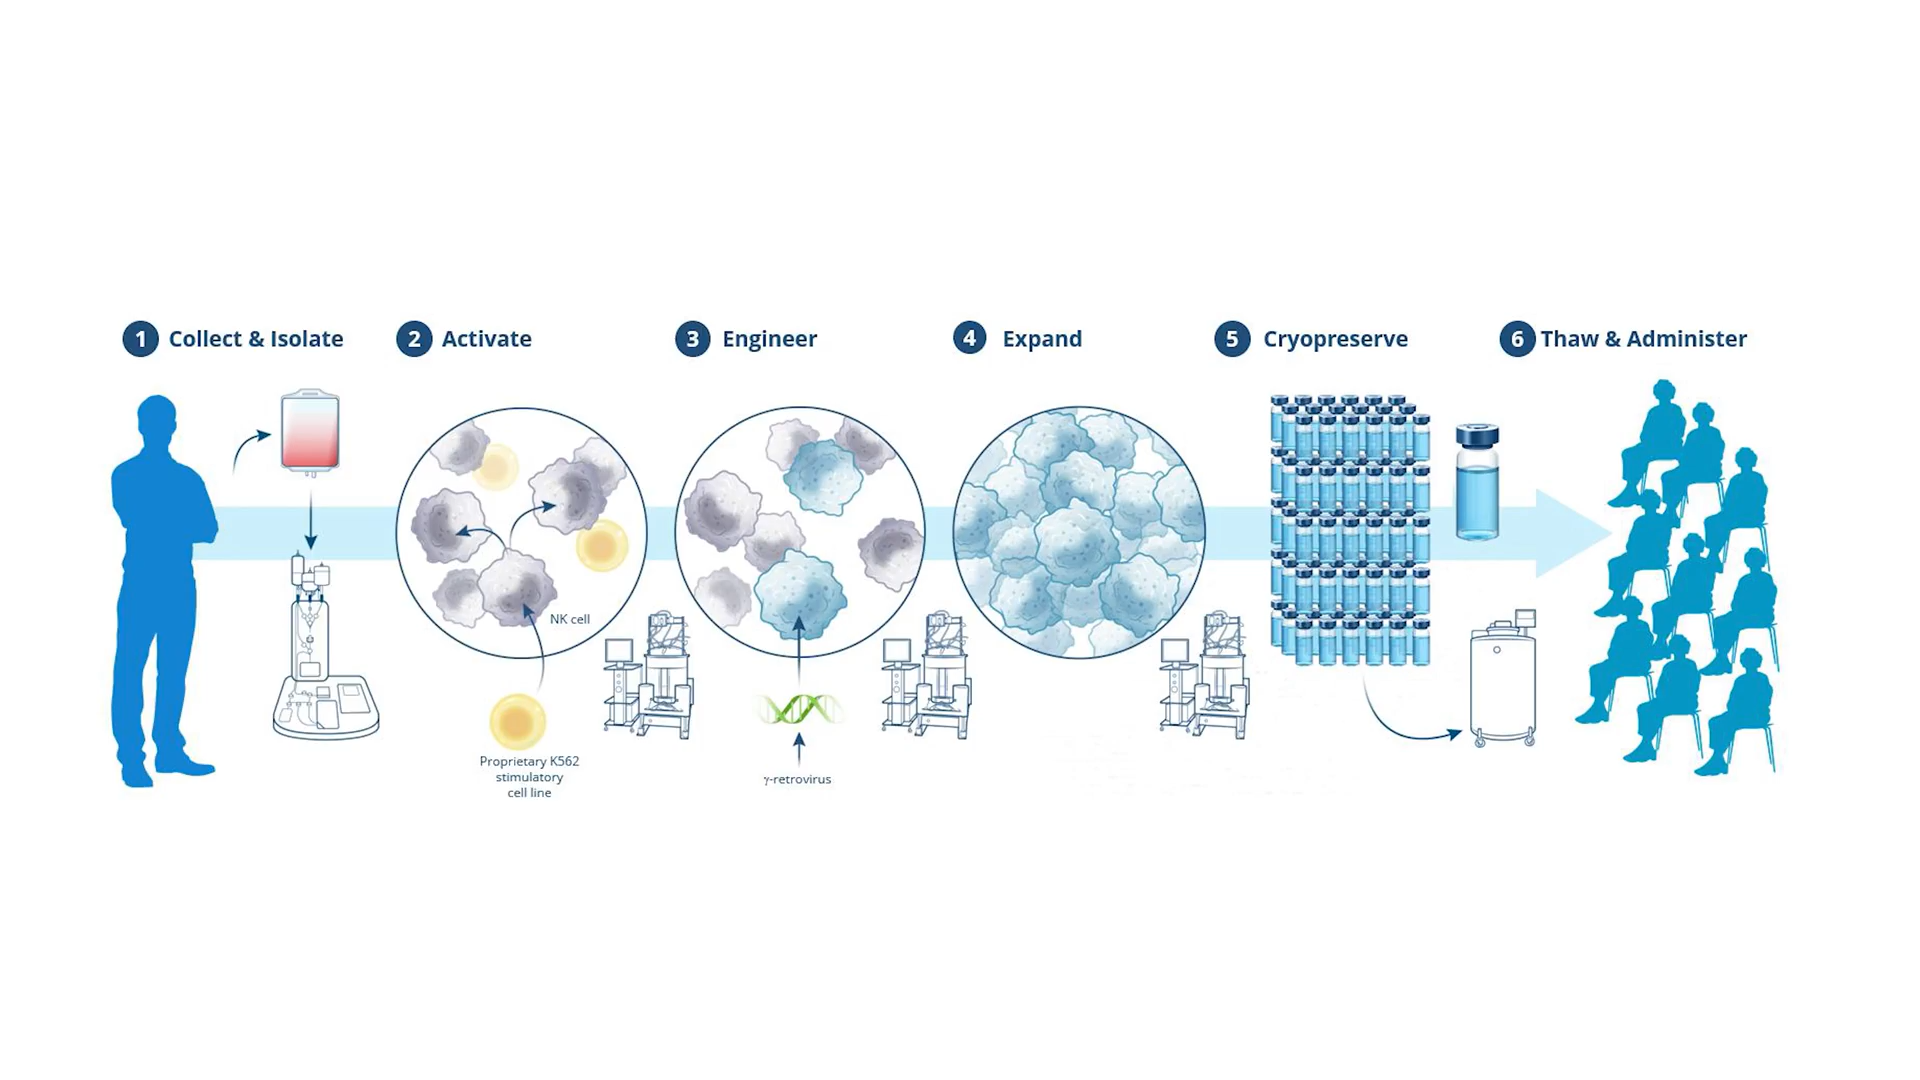 1 Collect & Isolate
2 Activate
3 Engineer
4 Expand
5 Cryopreserve
6 Thaw & Administer
NK cell
Proprietary K562
stimulatory
cell line
γ-retrovirus